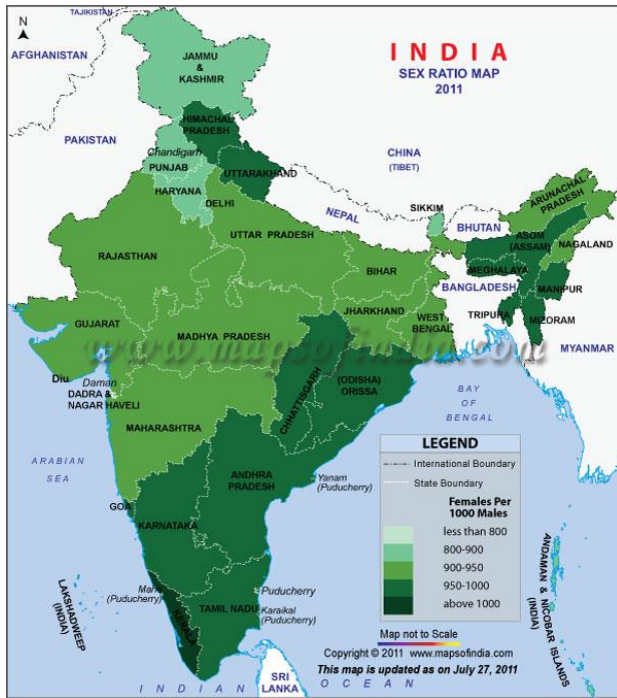 N
TAJIKISTAN
AFGHANISTAN
INDIA
SEX RATIO MAP
2011
JAMMU
&
KASHMIR
HIMACHAL
PRADESH
PAKISTAN
Chandigarh
PUNJAB
UTTARAKHAND
CHINA
(TIBET)
HARYANA
DELHI
NEPAL
SIKKIM
BHUTAN
ARUNACHAL
PRADESH
UTTAR PRADESH
RAJASTHAN
ASOM
(ASSAM)
NAGALAND
BIHAR
MEGHALAYA
BANGLADESH
MANIPUR
JHARKHAND
WEST
BENGAL
TRIPURA
MIZORAM
GUJARAT
MADHYA PRADESH
www.mapsofindia.com
MYANMAR
Diu
Daman
DADRA &
NAGAR HAVELI
CHHATTISGARH
(ODISHA)
ORISSA
BAY
OF
BENGAL
MAHARASHTRA
ARABIAN
SEA
ANDHRA
PRADESH
Yanam
(Puducherry)
GOA
KARNATAKA
LEGEND
International Boundary
State Boundary
Females Per
1000 Males
less than 800
800-900
900-950
950-1000
above 1000
LAKSHADWEEP
(INDIA)
(Puducherry)
Puducherry
KERALA
TAMIL NADU
Karaikal
(Puducherry)
ANDAMAN & NICOBAR ISLANDS
(INDIA)
Map not to Scale
Copyright © 2011 www.mapsofindia.com
This map is updated as on July 27, 2011
SRI
LANKA
INDIAN OCEAN